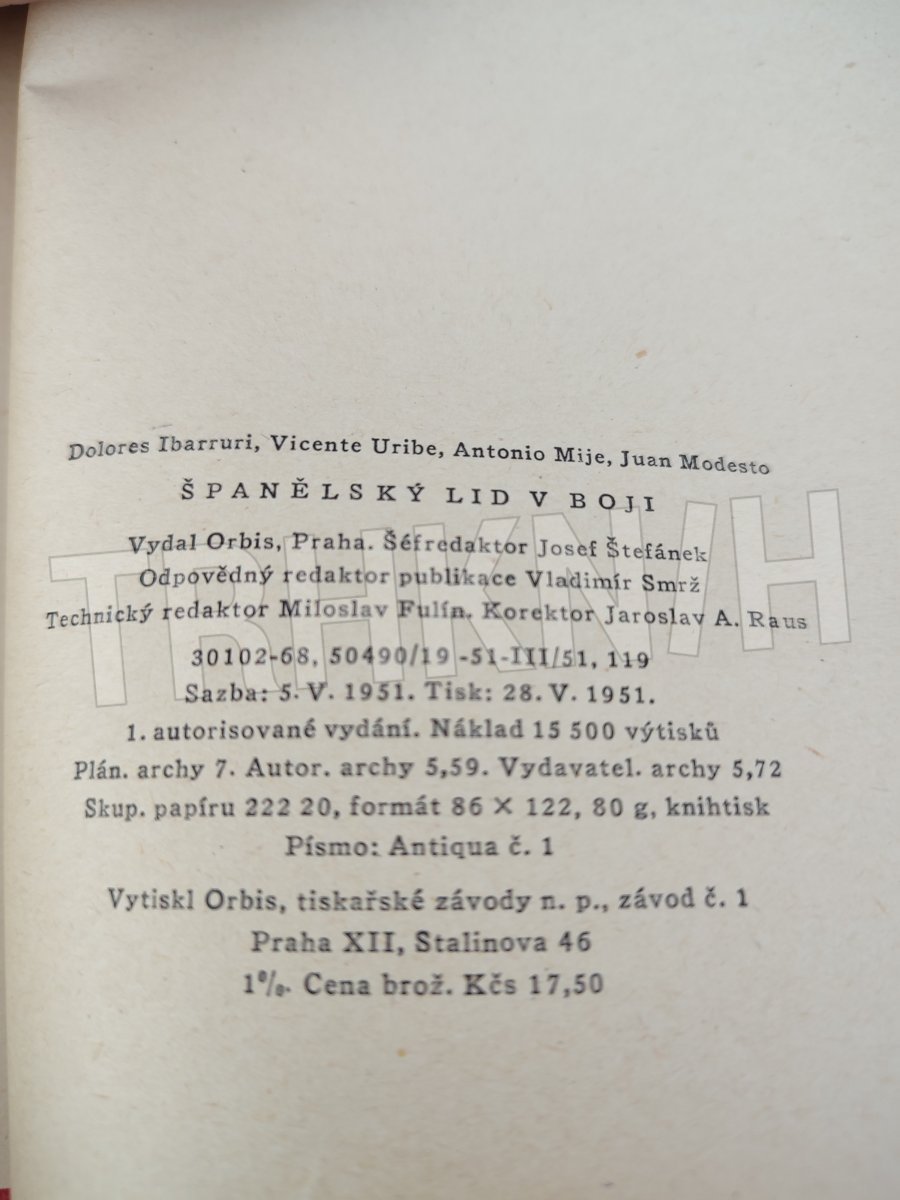 Dolores Ibarruri, Vicente Uribe, Antonio Mije, Juan Modesto
ŠPANĚLSKÝ LID V BOJI
Vydal Orbis, Praha. Šéfredaktor Josef Štefánek
Odpovědný redaktor publikace Vladimír Smrž
Technický redaktor Miloslav Fulín. Korektor Jaroslav A. Raus
30102-68, 50490/19 -51-III/51, 119
Sazba: 5. V. 1951. Tisk: 28. V. 1951.
1. autorisované vydání. Náklad 15 500 výtisků
Plán. archy 7. Autor. archy 5,59. Vydavatel. archy 5,72
Skup. papíru 222 20, formát 86 × 122, 80 g, knihtisk
Písmo: Antiqua č. 1
Vytiskl Orbis, tiskařské závody n. p., závod č. 1
Praha XII, Stalinova 46
1%. Cena brož. Kčs 17,50